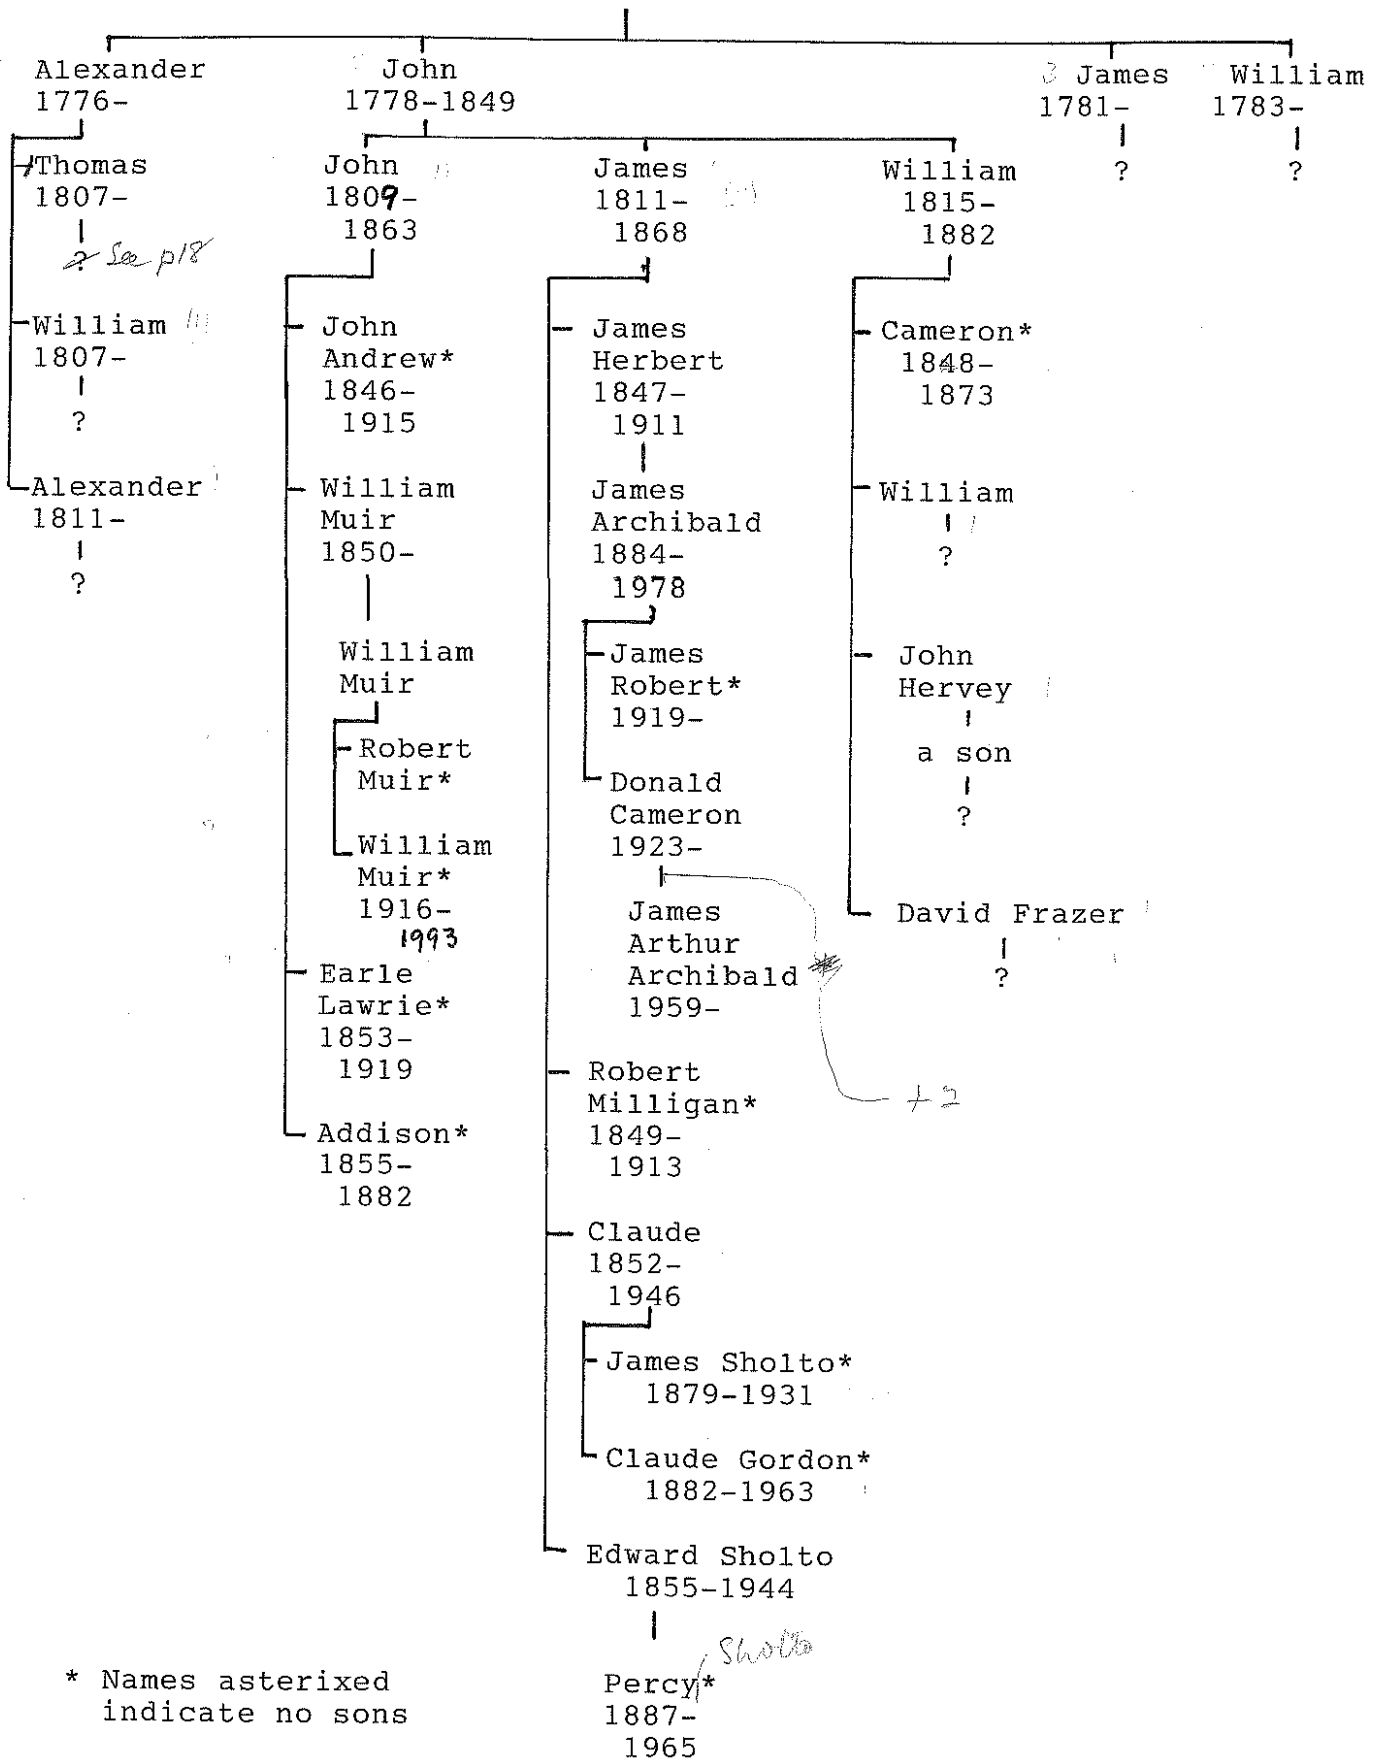 Alexander
1776-
John
1778-1849
3 James
1781-
?
William
1783-
?
Thomas
1807-
? See p18
William
1807-
?
Alexander
1811-
?
John
1809-
1863
John
Andrew*
1846-
1915
William
Muir
1850-
William
Muir
Robert
Muir*
William
Muir*
1916-
1993
Earle
Lawrie*
1853-
1919
Addison*
1855-
1882
James
1811-
1868
James
Herbert
1847-
1911
James
Archibald
1884-
1978
James
Robert*
1919-
Donald
Cameron
1923-
James
Arthur
Archibald *
1959-
+2
Robert
Milligan*
1849-
1913
Claude
1852-
1946
James Sholto*
1879-1931
Claude Gordon*
1882-1963
Edward Sholto
1855-1944
Sholto
Percy*
1887-
1965
William
1815-
1882
Cameron*
1848-
1873
William
?
John
Hervey
a son
?
David Frazer
?
* Names asterixed
indicate no sons